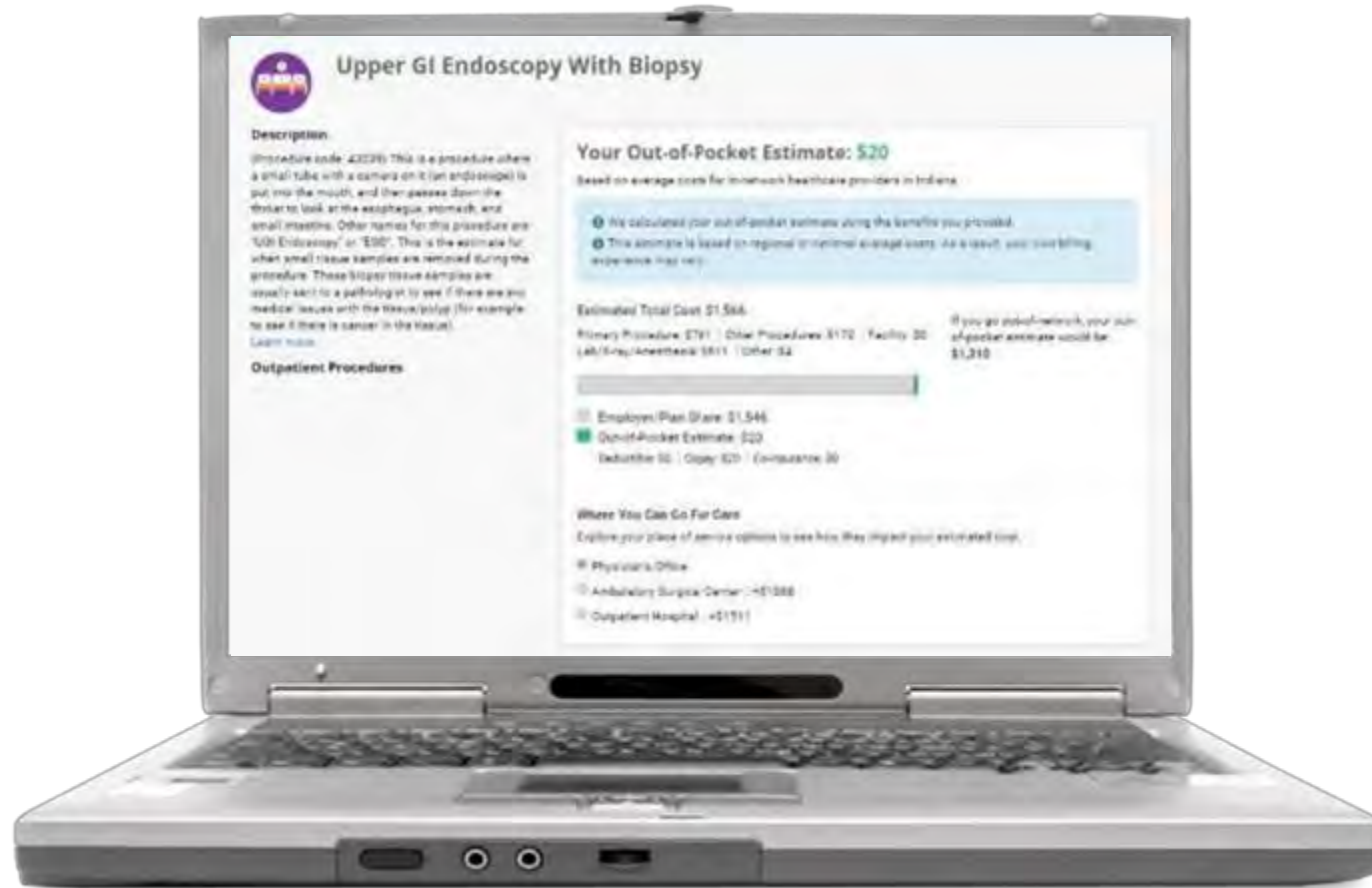 Upper GI Endoscopy With Biopsy
Description
(Procedure code: 43239) This is a procedure where
a small tube with a camera on it (an endoscope) is
put into the mouth, and then passes down the
throat to look at the esophagus, stomach, and
small intestine. Other names for this procedure are
"UGI Endoscopy" or "EGD". This is the estimate for
when small tissue samples are removed during the
procedure. These biopsy tissue samples are
usually sent to a pathologist to see if there are any
medical issues with the tissue/polyp (for example
to see if there is cancer in the tissue).
Learn more
Outpatient Procedures
Your Out-of-Pocket Estimate: $20
Based on average costs for in-network healthcare providers in Indiana
We calculated your out-of-pocket estimate using the benefits you provided.
This estimate is based on regional or national average costs. As a result, your own billing
experience may vary.
Estimated Total Cost: $1,566
Primary Procedure: $781 | Other Procedures: $172 | Facility: $0
Lab/X-ray/Anesthesia: $611 | Other: $2
If you go out-of-network, your out-
of-pocket estimate would be
$1,310
Employer/Plan Share: $1,546
Out-of-Pocket Estimate: $20
Deductible: $0 | Copay: $20 | Co-insurance: $0
Where You Can Go For Care
Explore your place of service options to see how they impact your estimated cost.
Physician's Office
Ambulatory Surgical Center
Outpatient Hospital | +$1511